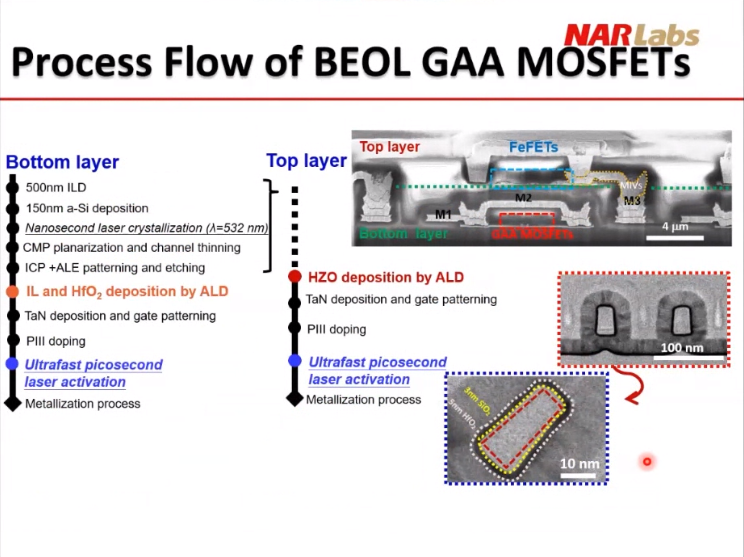 NARLabs
Process Flow of BEOL GAA MOSFETs
Bottom layer
500nm ILD
150nm a-Si deposition
Nanosecond laser crystallization (λ=532 nm)
CMP planarization and channel thinning
ICP +ALE patterning and etching
IL and HfO₂ deposition by ALD
TaN deposition and gate patterning
PIII doping
Ultrafast picosecond
laser activation
Metallization process
Top layer
HZO deposition by ALD
TaN deposition and gate patterning
PIII doping
Ultrafast picosecond
laser activation
Metallization process
Top layer
FeFETs
MIVs
M2
M1
M3
Bottom layer
GAA MOSFETs
4 μm
100 nm
3nm SiO₂
5nm HfO₂
10 nm